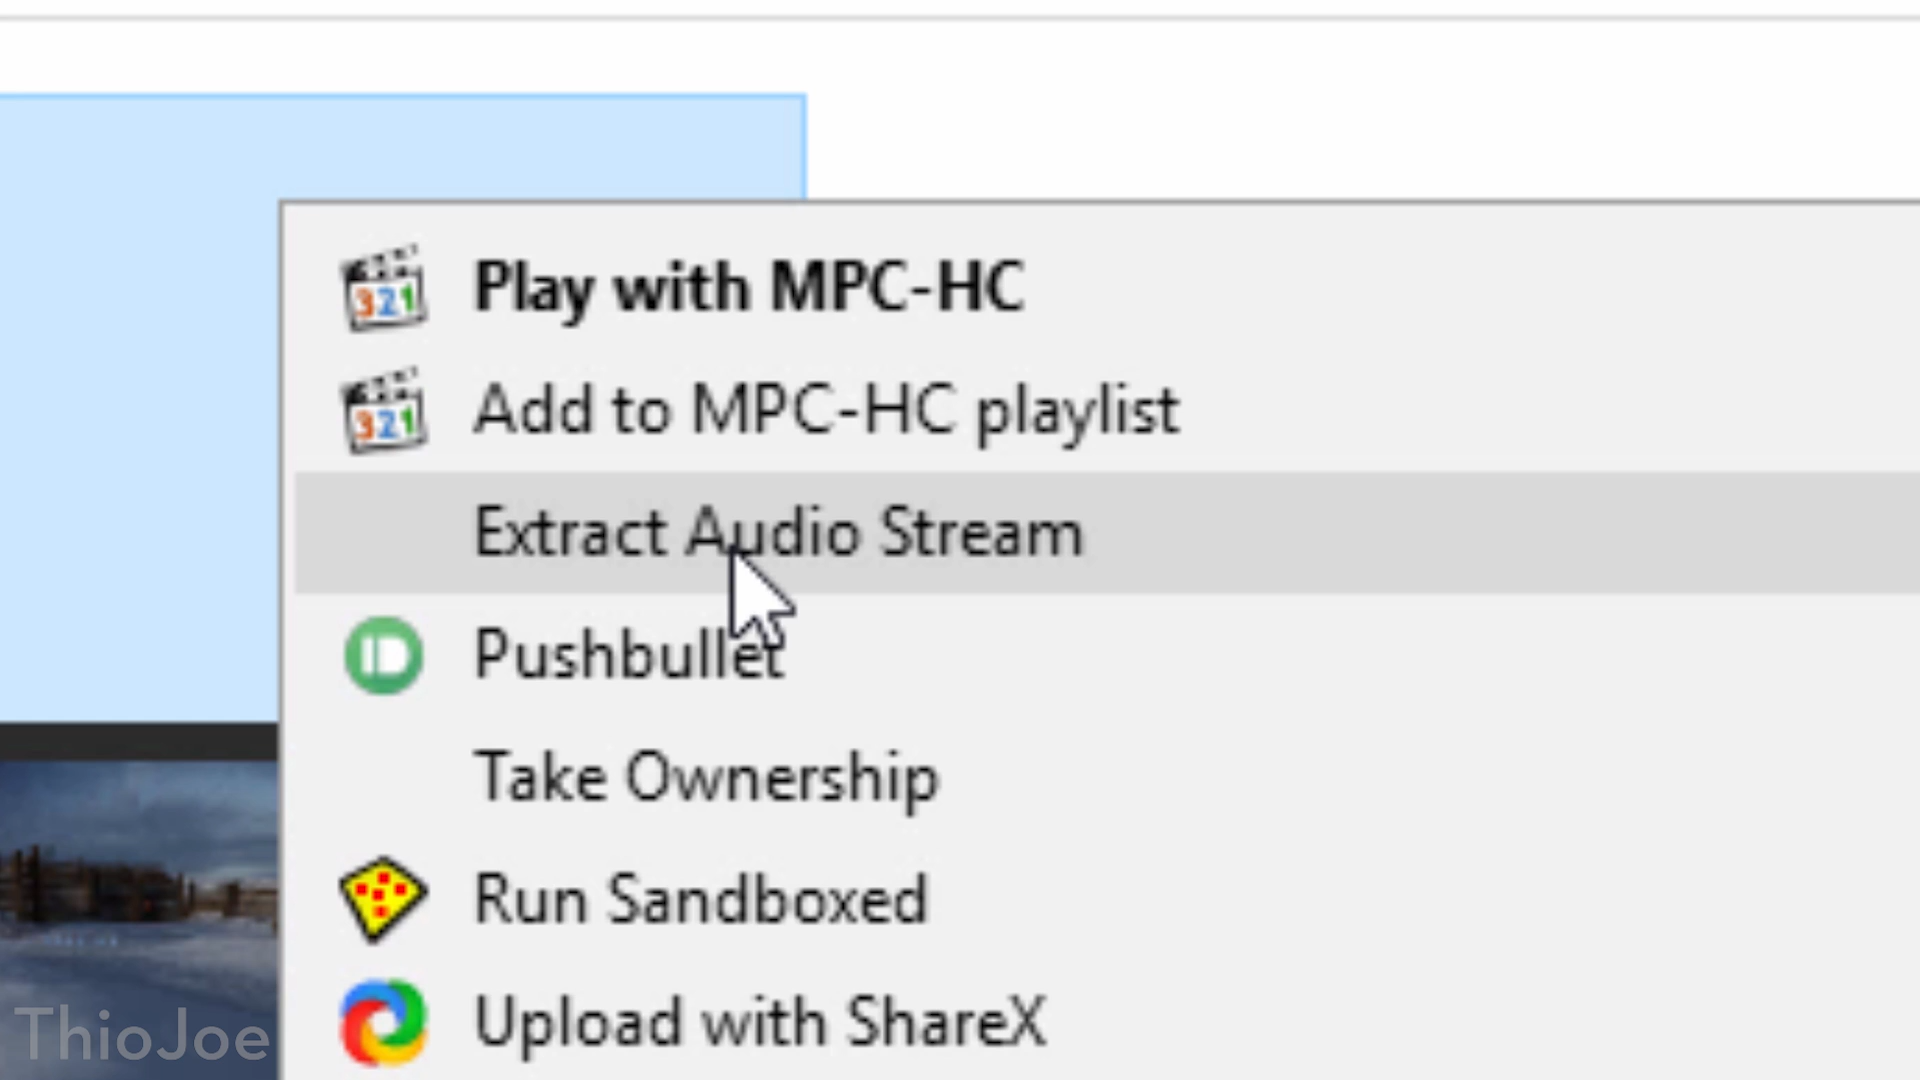 Play with MPC-HC
Add to MPC-HC playlist
Extract Audio Stream
Pushbullet
Take Ownership
Run Sandboxed
Upload with ShareX
ThioJoe